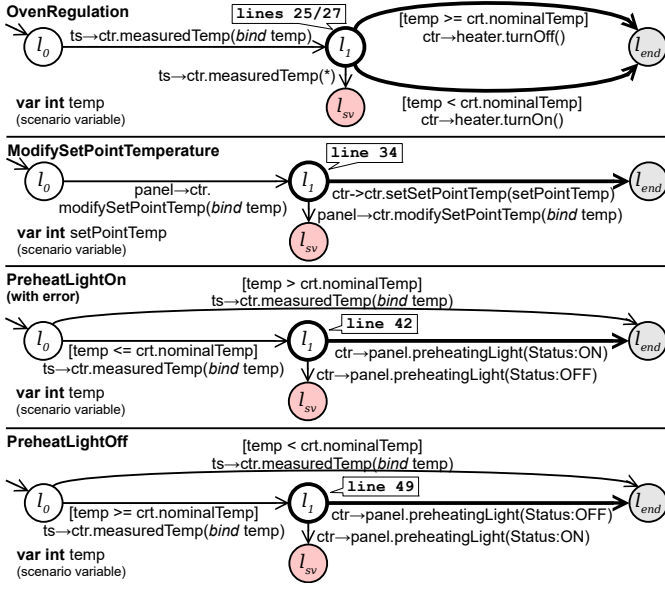 OvenRegulation
lines 25/27
[temp >= crt.nominalTemp]
ctr→heater.turnOff()
l0
ts→ctr.measuredTemp(bind temp)
l1
lend
ts→ctr.measuredTemp(*)
lsv
[temp < crt.nominalTemp]
ctr→heater.turnOn()
var int temp
(scenario variable)
ModifySetPointTemperature
line 34
l0
panel→ctr.
modifySetPointTemp(bind temp)
l1
ctr->ctr.setSetPointTemp(setPointTemp)
lend
panel→ctr.modifySetPointTemp(bind temp)
lsv
var int setPointTemp
(scenario variable)
PreheatLightOn
(with error)
[temp > crt.nominalTemp]
ts→ctr.measuredTemp(bind temp)
line 42
l0
[temp <= crt.nominalTemp]
ts→ctr.measuredTemp(bind temp)
l1
ctr→panel.preheatingLight(Status:ON)
lend
ctr→panel.preheatingLight(Status:OFF)
lsv
var int temp
(scenario variable)
PreheatLightOff
[temp < crt.nominalTemp]
ts→ctr.measuredTemp(bind temp)
line 49
l0
[temp >= crt.nominalTemp]
ts→ctr.measuredTemp(bind temp)
l1
ctr→panel.preheatingLight(Status:OFF)
lend
ctr→panel.preheatingLight(Status:ON)
lsv
var int temp
(scenario variable)